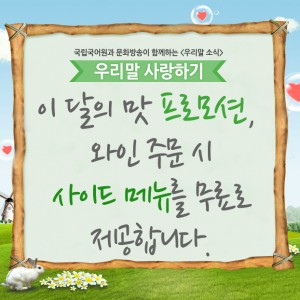 국립국어원과 문화방송이 함께하는 <우리말 소식>
우리말 사랑하기
이 달의 맛 프로모션,
와인 주문 시
사이드 메뉴를 무료로
제공합니다.